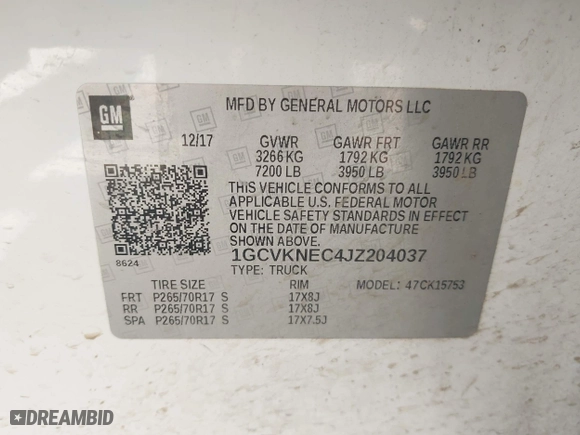 GM
MFD BY GENERAL MOTORS LLC
12/17 GVWR GAWR FRT GAWR RR
3266 KG 1792 KG 1792 KG
7200 LB 3950 LB 3950 LB
THIS VEHICLE CONFORMS TO ALL
APPLICABLE U.S. FEDERAL MOTOR
VEHICLE SAFETY STANDARDS IN EFFECT
ON THE DATE OF MANUFACTURE
SHOWN ABOVE.
8624
1GCVKNEC4JZ204037
TYPE: TRUCK
TIRE SIZE RIM MODEL: 47CK15753
FRT P265/70R17 S 17X8J
RR P265/70R17 S 17X8J
SPA P265/70R17 S 17X7.5J
DREAMBID